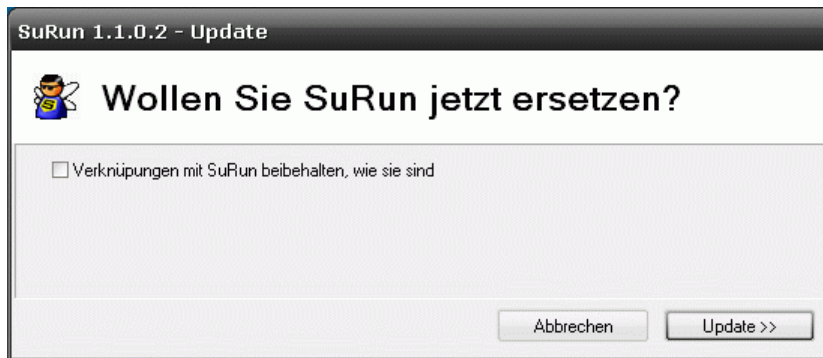 SuRun 1.1.0.2 - Update
Wollen Sie SuRun jetzt ersetzen?
Verknüpungen mit SuRun beibehalten, wie sie sind
Abbrechen
Update >>